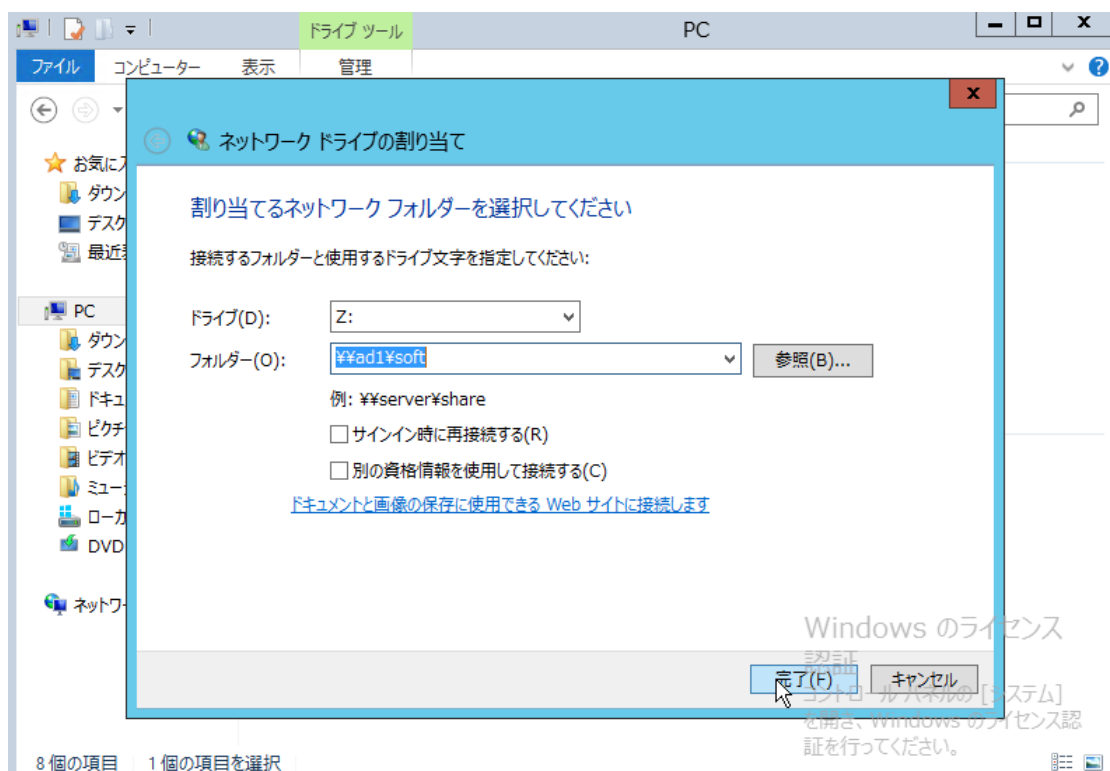 ドライブ ツール
PC
ファイル
コンピューター
表示
管理
ネットワーク ドライブの割り当て
お気に
ダウン
デスク
最近
PC
ダウン
デスク
ドキュ
ピクチ
ビデオ
ミュー
ローカ
DVD
ネットワー
割り当てるネットワーク フォルダーを選択してください
接続するフォルダーと使用するドライブ文字を指定してください:
ドライブ(D):
Z:
フォルダー(O):
¥¥ad1¥soft
参照(B)...
例: ¥¥server¥share
サインイン時に再接続する(R)
別の資格情報を使用して接続する(C)
ドキュメントと画像の保存に使用できる Web サイトに接続します
完了(F)
キャンセル
Windows のライセンス
認証
コントロール パネルの [システム]
を開き、Windows のライセンス認
証を行ってください。
8 個の項目
1 個の項目を選択